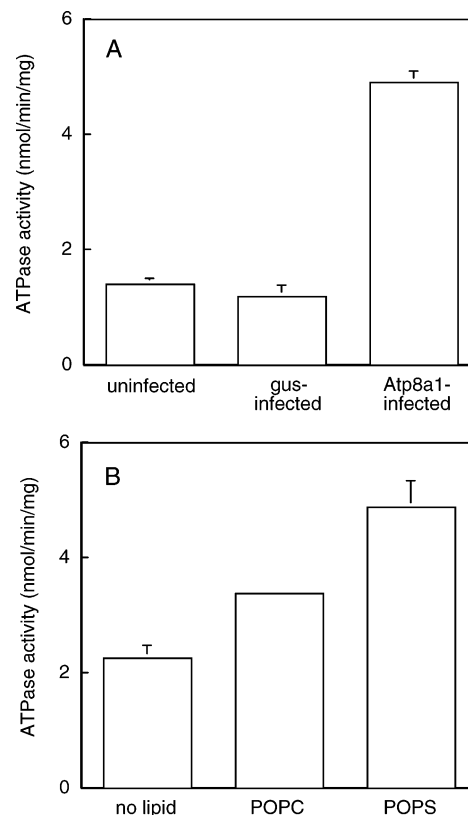 A
ATPase activity (nmol/min/mg)
6
4
2
0
uninfected
gus-
infected
Atp8a1-
infected
B
ATPase activity (nmol/min/mg)
6
4
2
0
no lipid
POPC
POPS